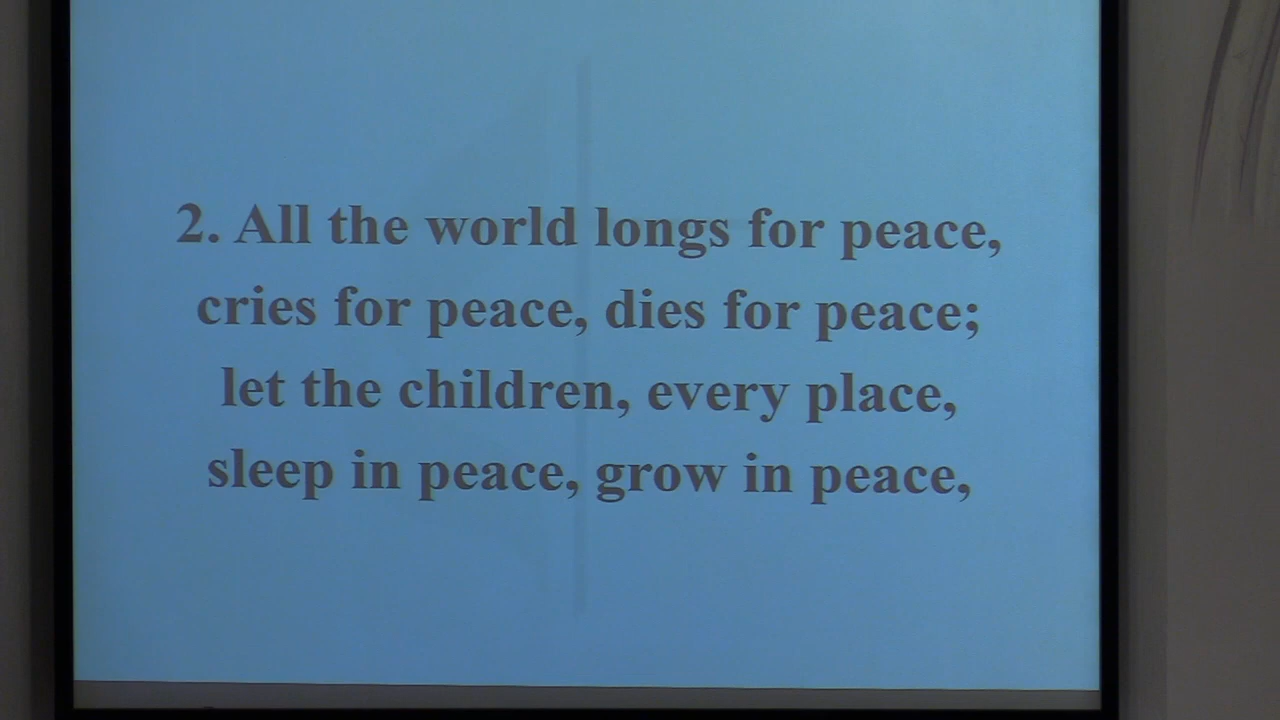 2. All the world longs for peace,
cries for peace, dies for peace;
let the children, every place,
sleep in peace, grow in peace,